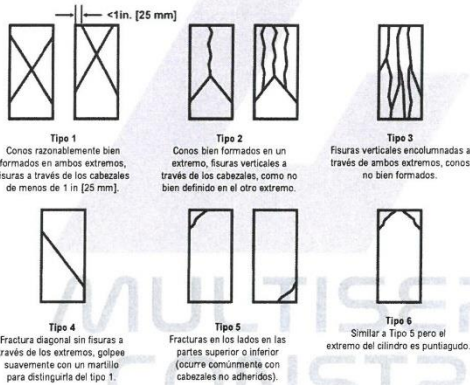 <1in. [25 mm]
Tipo 1
Conos razonablemente bien
formados en ambos extremos,
fisuras a través de los cabezales
de menos de 1 in [25 mm].
Tipo 2
Conos bien formados en un
extremo, fisuras verticales a
través de los cabezales, como no
bien definido en el otro extremo.
Tipo 3
Fisuras verticales encolumnadas a
través de ambos extremos, conos
no bien formados.
Tipo 4
Fractura diagonal sin fisuras a
través de los extremos, golpee
suavemente con un martillo
para distinguirla del tipo 1.
Tipo 5
Fracturas en los lados en las
partes superior o inferior
(ocurre comúnmente con
cabezales no adheridos).
Tipo 6
Similar a Tipo 5 pero el
extremo del cilindro es puntiagudo.